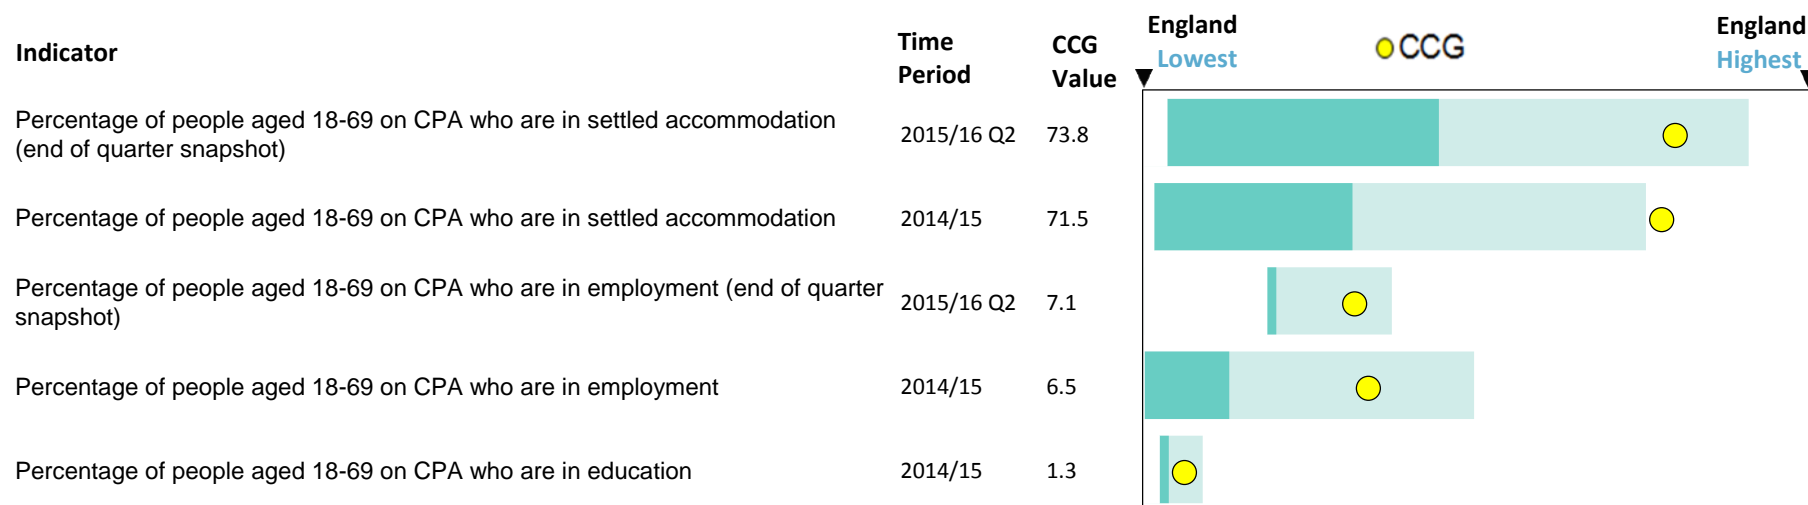 Indicator
Time
Period
CCG
Value
England
Lowest
CCG
England
Highest
Percentage of people aged 18-69 on CPA who are in settled accommodation
(end of quarter snapshot)
2015/16 Q2
73.8
Percentage of people aged 18-69 on CPA who are in settled accommodation
2014/15
71.5
Percentage of people aged 18-69 on CPA who are in employment (end of quarter
snapshot)
2015/16 Q2
7.1
Percentage of people aged 18-69 on CPA who are in employment
2014/15
6.5
Percentage of people aged 18-69 on CPA who are in education
2014/15
1.3